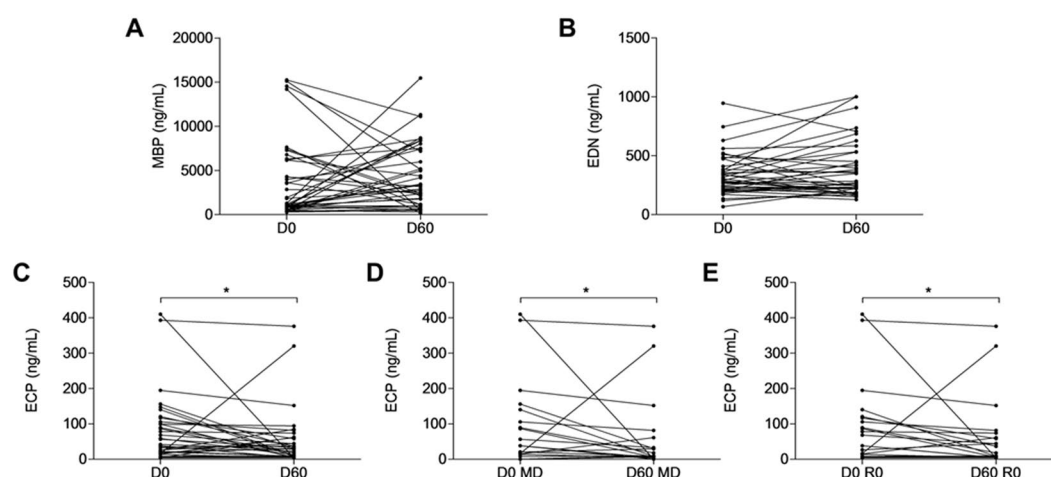 A
B
20000
15000
10000
5000
0
MBP (ng/mL)
D0 D60
1500
1000
500
0
EDN (ng/mL)
D0 D60
C
D
E
500
400
300
200
100
0
ECP (ng/mL)
*
D0 D60
500
400
300
200
100
0
ECP (ng/mL)
*
D0 MD D60 MD
500
400
300
200
100
0
ECP (ng/mL)
*
D0 R0 D60 R0